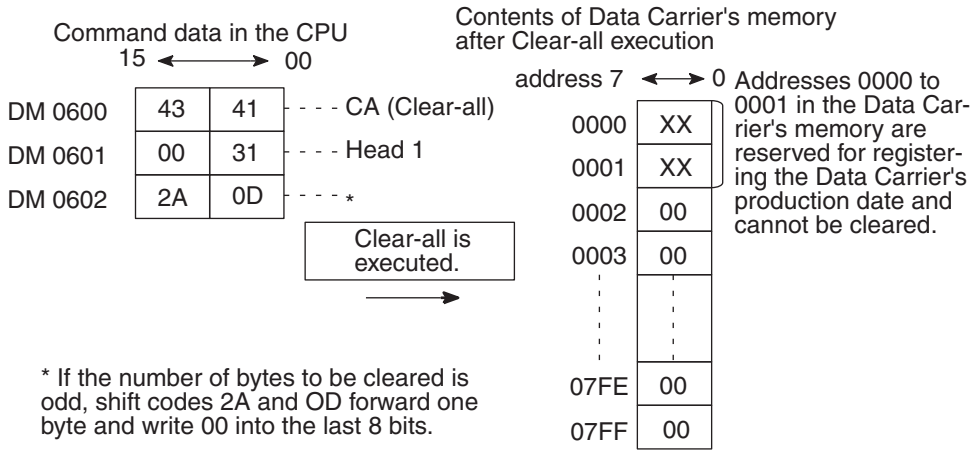 Command data in the CPU
15 00
DM 0600 43 41 CA (Clear-all)
DM 0601 00 31 Head 1
DM 0602 2A 0D *
Clear-all is
executed.
* If the number of bytes to be cleared is
odd, shift codes 2A and OD forward one
byte and write 00 into the last 8 bits.
Contents of Data Carrier's memory
after Clear-all execution
address 7 0
0000 XX
0001 XX
0002 00
0003 00
07FE 00
07FF 00
Addresses 0000 to
0001 in the Data Car-
rier's memory are
reserved for register-
ing the Data Carrier's
production date and
cannot be cleared.